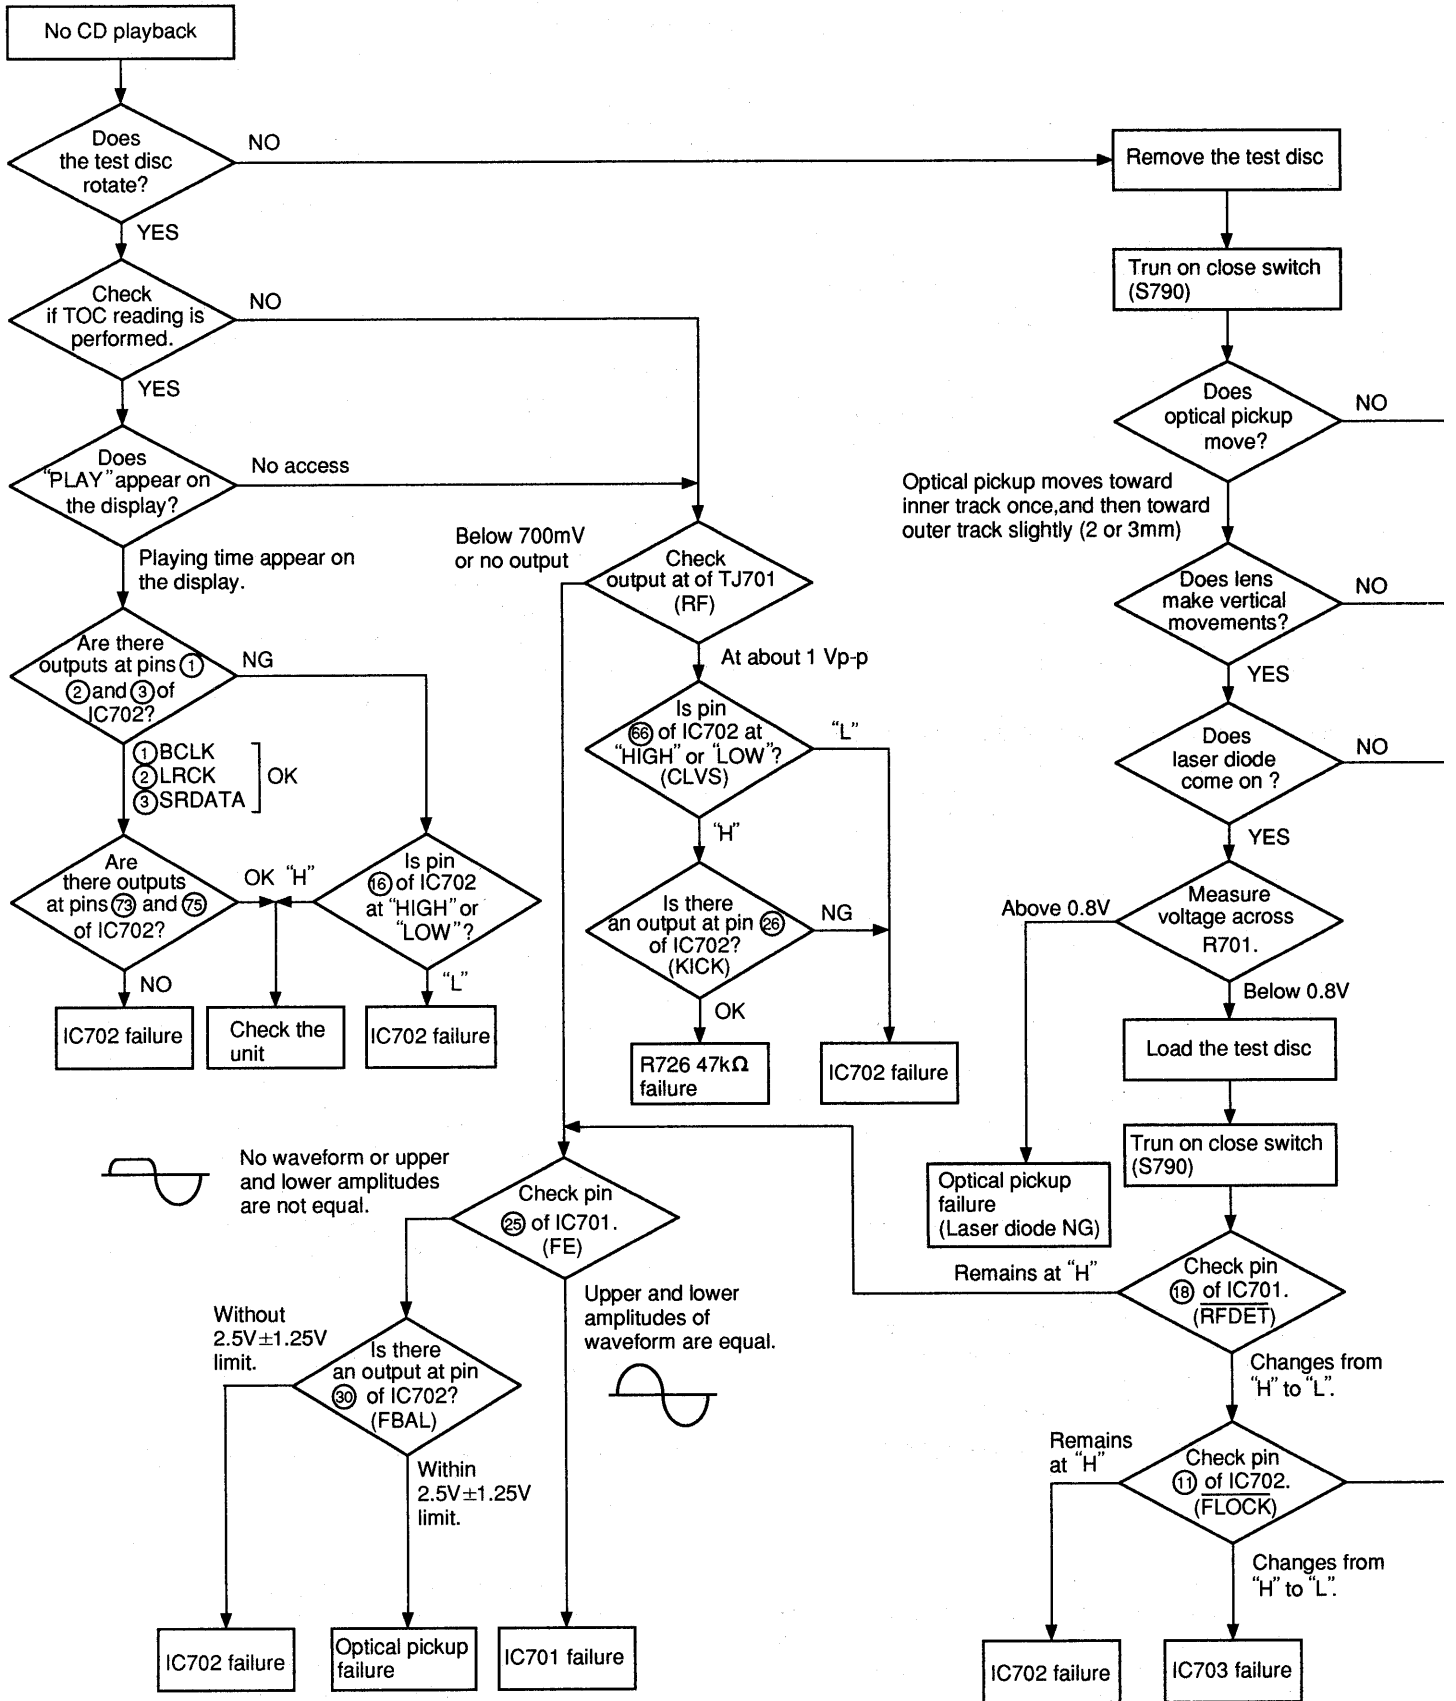 No CD playback
Does
the test disc
rotate?
NO
YES
Check
if TOC reading is
performed.
NO
YES
Does
“PLAY” appear on
the display?
No access
Playing time appear on
the display.
Are there
outputs at pins ①
② and ③ of
IC702?
NG
① BCLK
② LRCK
③ SRDATA
OK
Are
there outputs
at pins 73 and 75
of IC702?
OK
“H”
NO
Is pin
⑯ of IC702
at “HIGH” or
“LOW”?
“L”
IC702 failure
Check the
unit
IC702 failure
Below 700mV
or no output
Check
output at of TJ701
(RF)
At about 1 Vp-p
Is pin
66 of IC702 at
“HIGH” or “LOW”?
(CLVS)
“L”
“H”
Is there
an output at pin ㉖
of IC702?
(KICK)
NG
OK
R726 47kΩ
failure
IC702 failure
Remove the test disc
Trun on close switch
(S790)
Does
optical pickup
move?
NO
Optical pickup moves toward
inner track once,and then toward
outer track slightly (2 or 3mm)
Does lens
make vertical
movements?
NO
YES
Does
laser diode
come on ?
NO
YES
Measure
voltage across
R701.
Above 0.8V
Below 0.8V
Load the test disc
Trun on close switch
(S790)
Optical pickup
failure
(Laser diode NG)
Check pin
⑱ of IC701.
(RFDET)
Remains at “H”
Changes from
“H” to “L”.
Check pin
⑪ of IC702.
(FLOCK)
Remains
at “H”
Changes from
“H” to “L”.
IC702 failure
IC703 failure
No waveform or upper
and lower amplitudes
are not equal.
Check pin
㉕ of IC701.
(FE)
Upper and lower
amplitudes of
waveform are equal.
Without
2.5V±1.25V
limit.
Is there
an output at pin
㉚ of IC702?
(FBAL)
Within
2.5V±1.25V
limit.
IC702 failure
Optical pickup
failure
IC701 failure